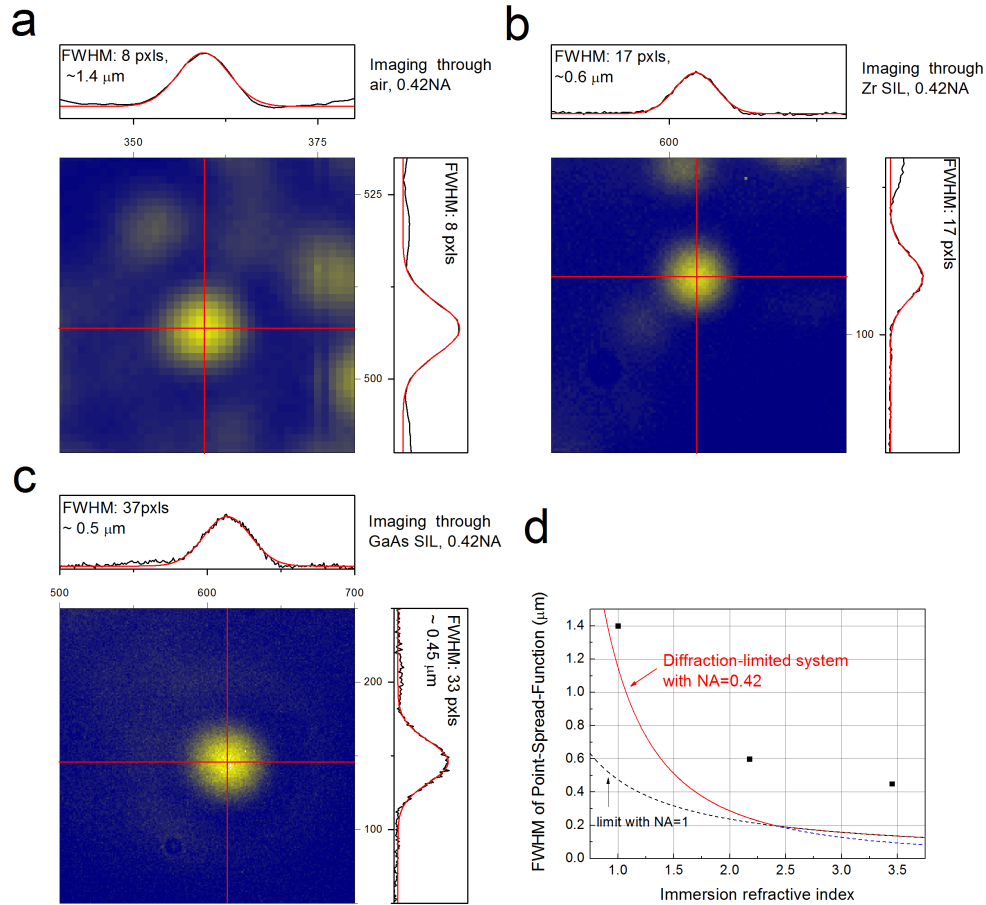 a
FWHM: 8 pxls,
~1.4 μm
Imaging through
air, 0.42NA
350
375
525
500
FWHM: 8 pxls
b
FWHM: 17 pxls,
~0.6 μm
Imaging through
Zr SIL, 0.42NA
600
100
FWHM: 17 pxls
c
FWHM: 37pxls
~ 0.5 μm
Imaging through
GaAs SIL, 0.42NA
500
600
700
200
100
FWHM: 33 pxls
~ 0.45 μm
d
FWHM of Point-Spread-Function (μm)
1.4
1.2
1.0
0.8
0.6
0.4
0.2
0.0
Diffraction-limited system
with NA=0.42
limit with NA=1
1.0
1.5
2.0
2.5
3.0
3.5
Immersion refractive index